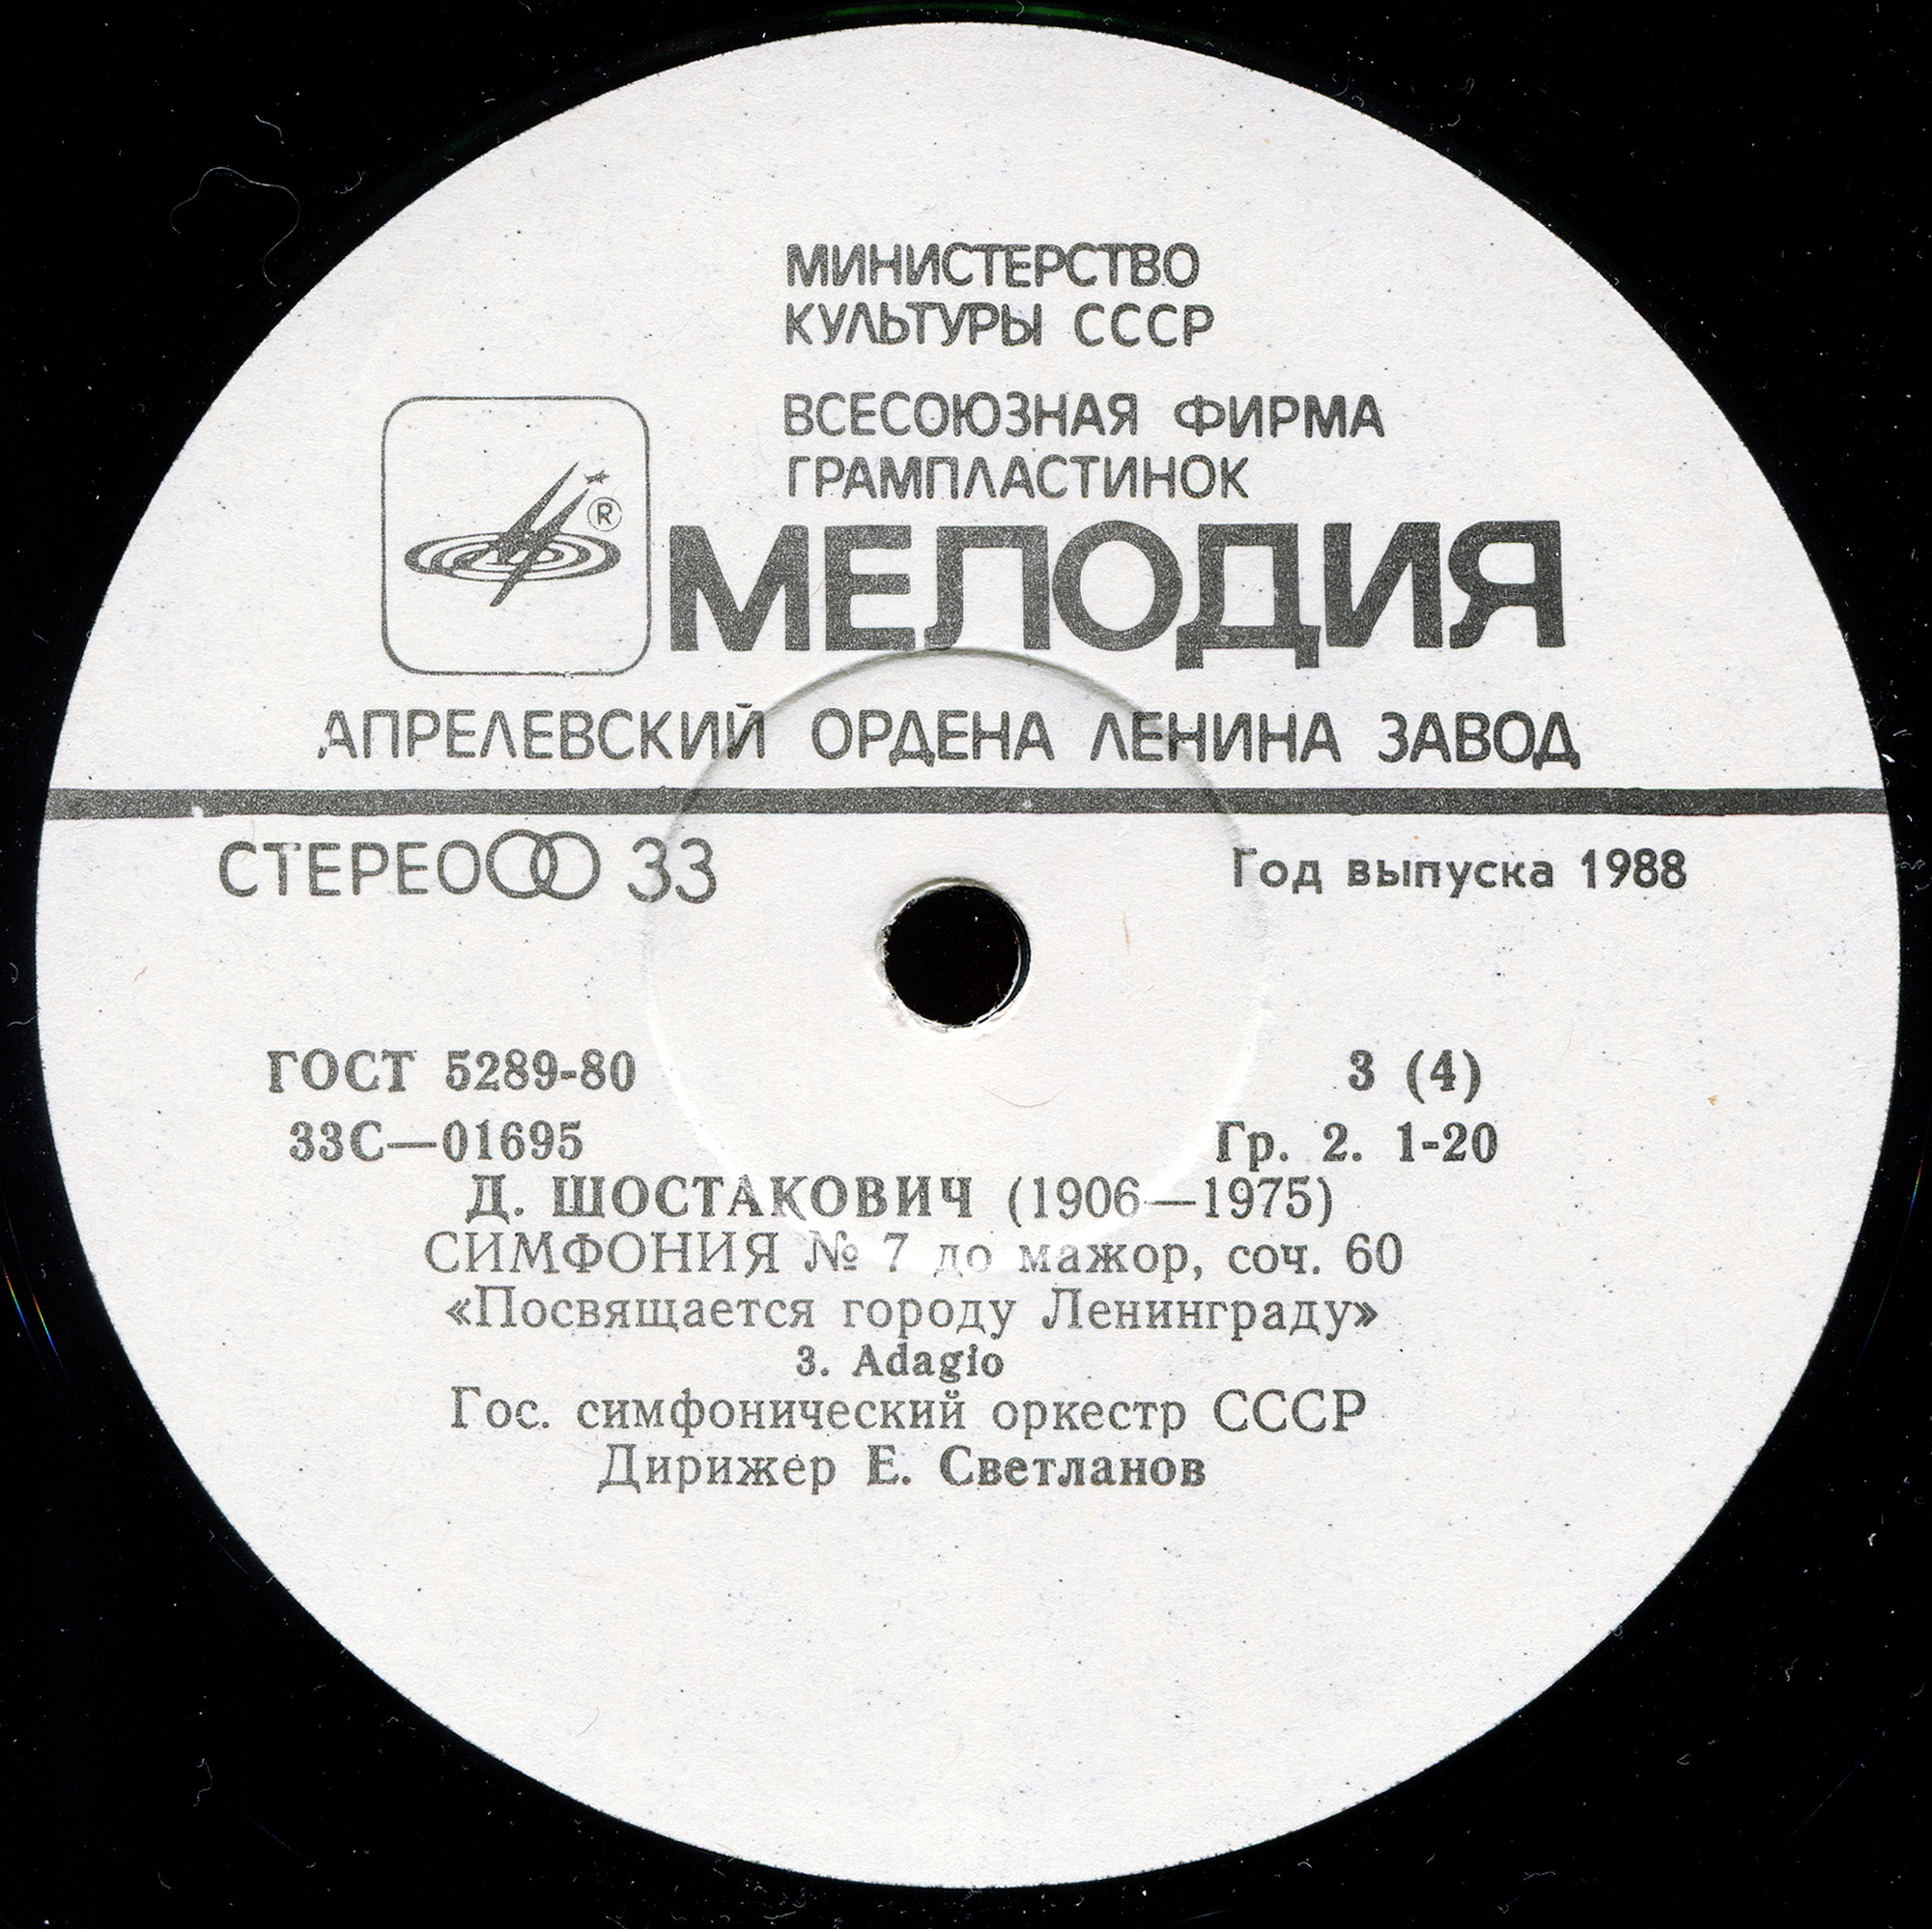 МИНИСТЕРСТВО
КУЛЬТУРЫ СССР
ВСЕСОЮЗНАЯ ФИРМА
ГРАМПЛАСТИНОК
®
МЕЛОДИЯ
АПРЕЛЕВСКИЙ ОРДЕНА ЛЕНИНА ЗАВОД
СТЕРЕО 33
Год выпуска 1988
ГОСТ 5289-80
3 (4)
33С—01695
Гр. 2. 1-20
Д. ШОСТАКОВИЧ (1906—1975)
СИМФОНИЯ № 7 до мажор, соч. 60
«Посвящается городу Ленинграду»
3. Adagio
Гос. симфонический оркестр СССР
Дирижер Е. Светланов